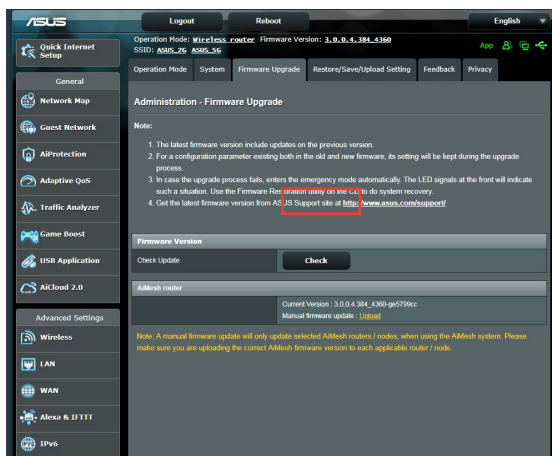 ASUS
Logout
Reboot
English
Quick Internet
Setup
Operation Mode: Wireless router Firmware Version: 3.0.0.4.384_4360
SSID: ASUS_2G ASUS_5G
App
Operation Mode
System
Firmware Upgrade
Restore/Save/Upload Setting
Feedback
Privacy
General
Network Map
Guest Network
AiProtection
Adaptive QoS
Traffic Analyzer
Game Boost
USB Application
AiCloud 2.0
Advanced Settings
Wireless
LAN
WAN
Alexa & IFTTT
IPv6
Administration - Firmware Upgrade
Note:
1. The latest firmware version include updates on the previous version.
2. For a configuration parameter existing both in the old and new firmware, its setting will be kept during the upgrade
process.
3. In case the upgrade process fails, enters the emergency mode automatically. The LED signals at the front will indicate
such a situation. Use the Firmware Restoration utility on the CD to do system recovery.
4. Get the latest firmware version from ASUS Support site at http://www.asus.com/support/
Firmware Version
Check Update
Check
AiMesh router
Current Version : 3.0.0.4.384_4360-ge5799cc
Manual firmware update : Upload
Note: A manual firmware update will only update selected AiMesh routers / nodes, when using the AiMesh system. Please
make sure you are uploading the correct AiMesh firmware version to each applicable router / node.